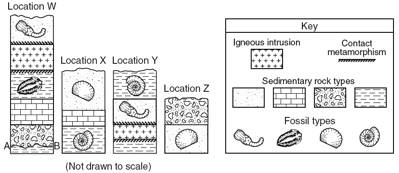 Location W
Location X
Location Y
Location Z
A
B
(Not drawn to scale)
Key
Igneous intrusion
Contact
metamorphism
Sedimentary rock types
Fossil types